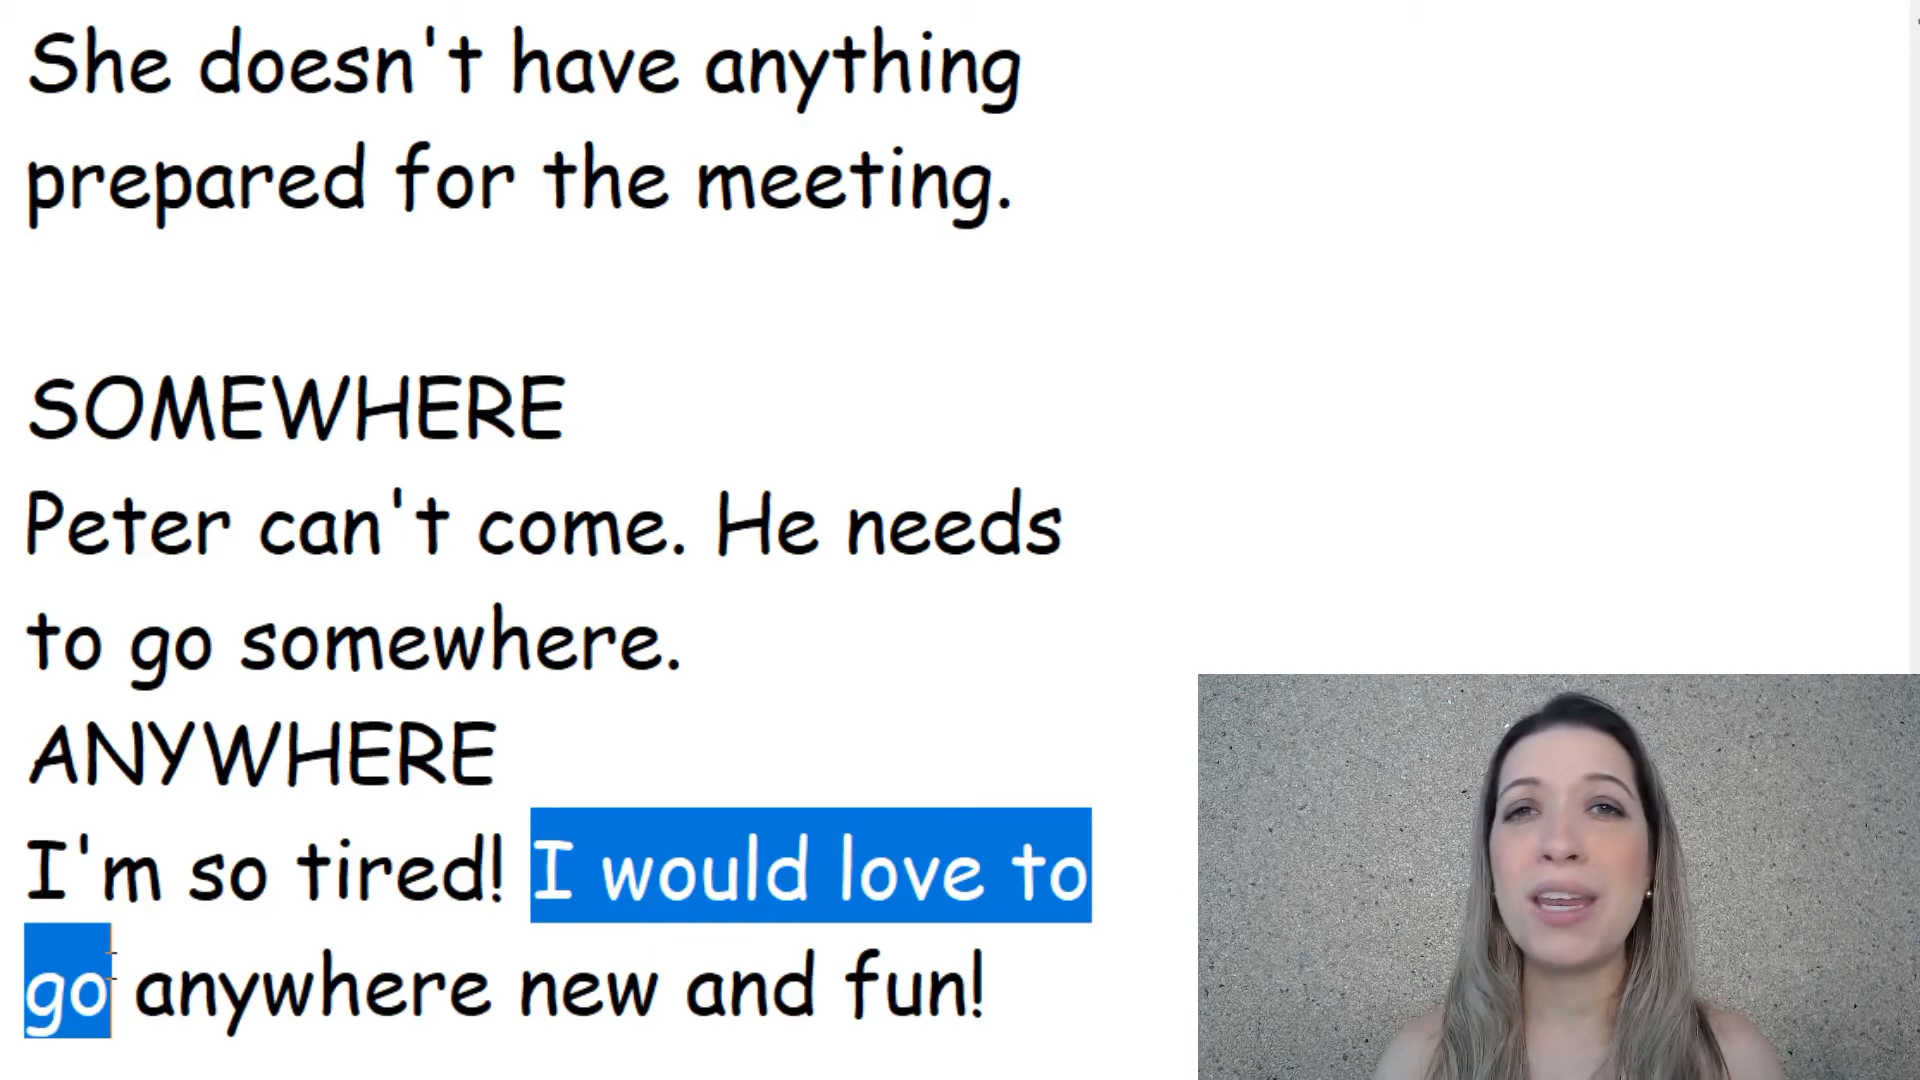 She doesn't have anything
prepared for the meeting.
SOMEWHERE
Peter can't come. He needs
to go somewhere.
ANYWHERE
I'm so tired! I would love to
go anywhere new and fun!